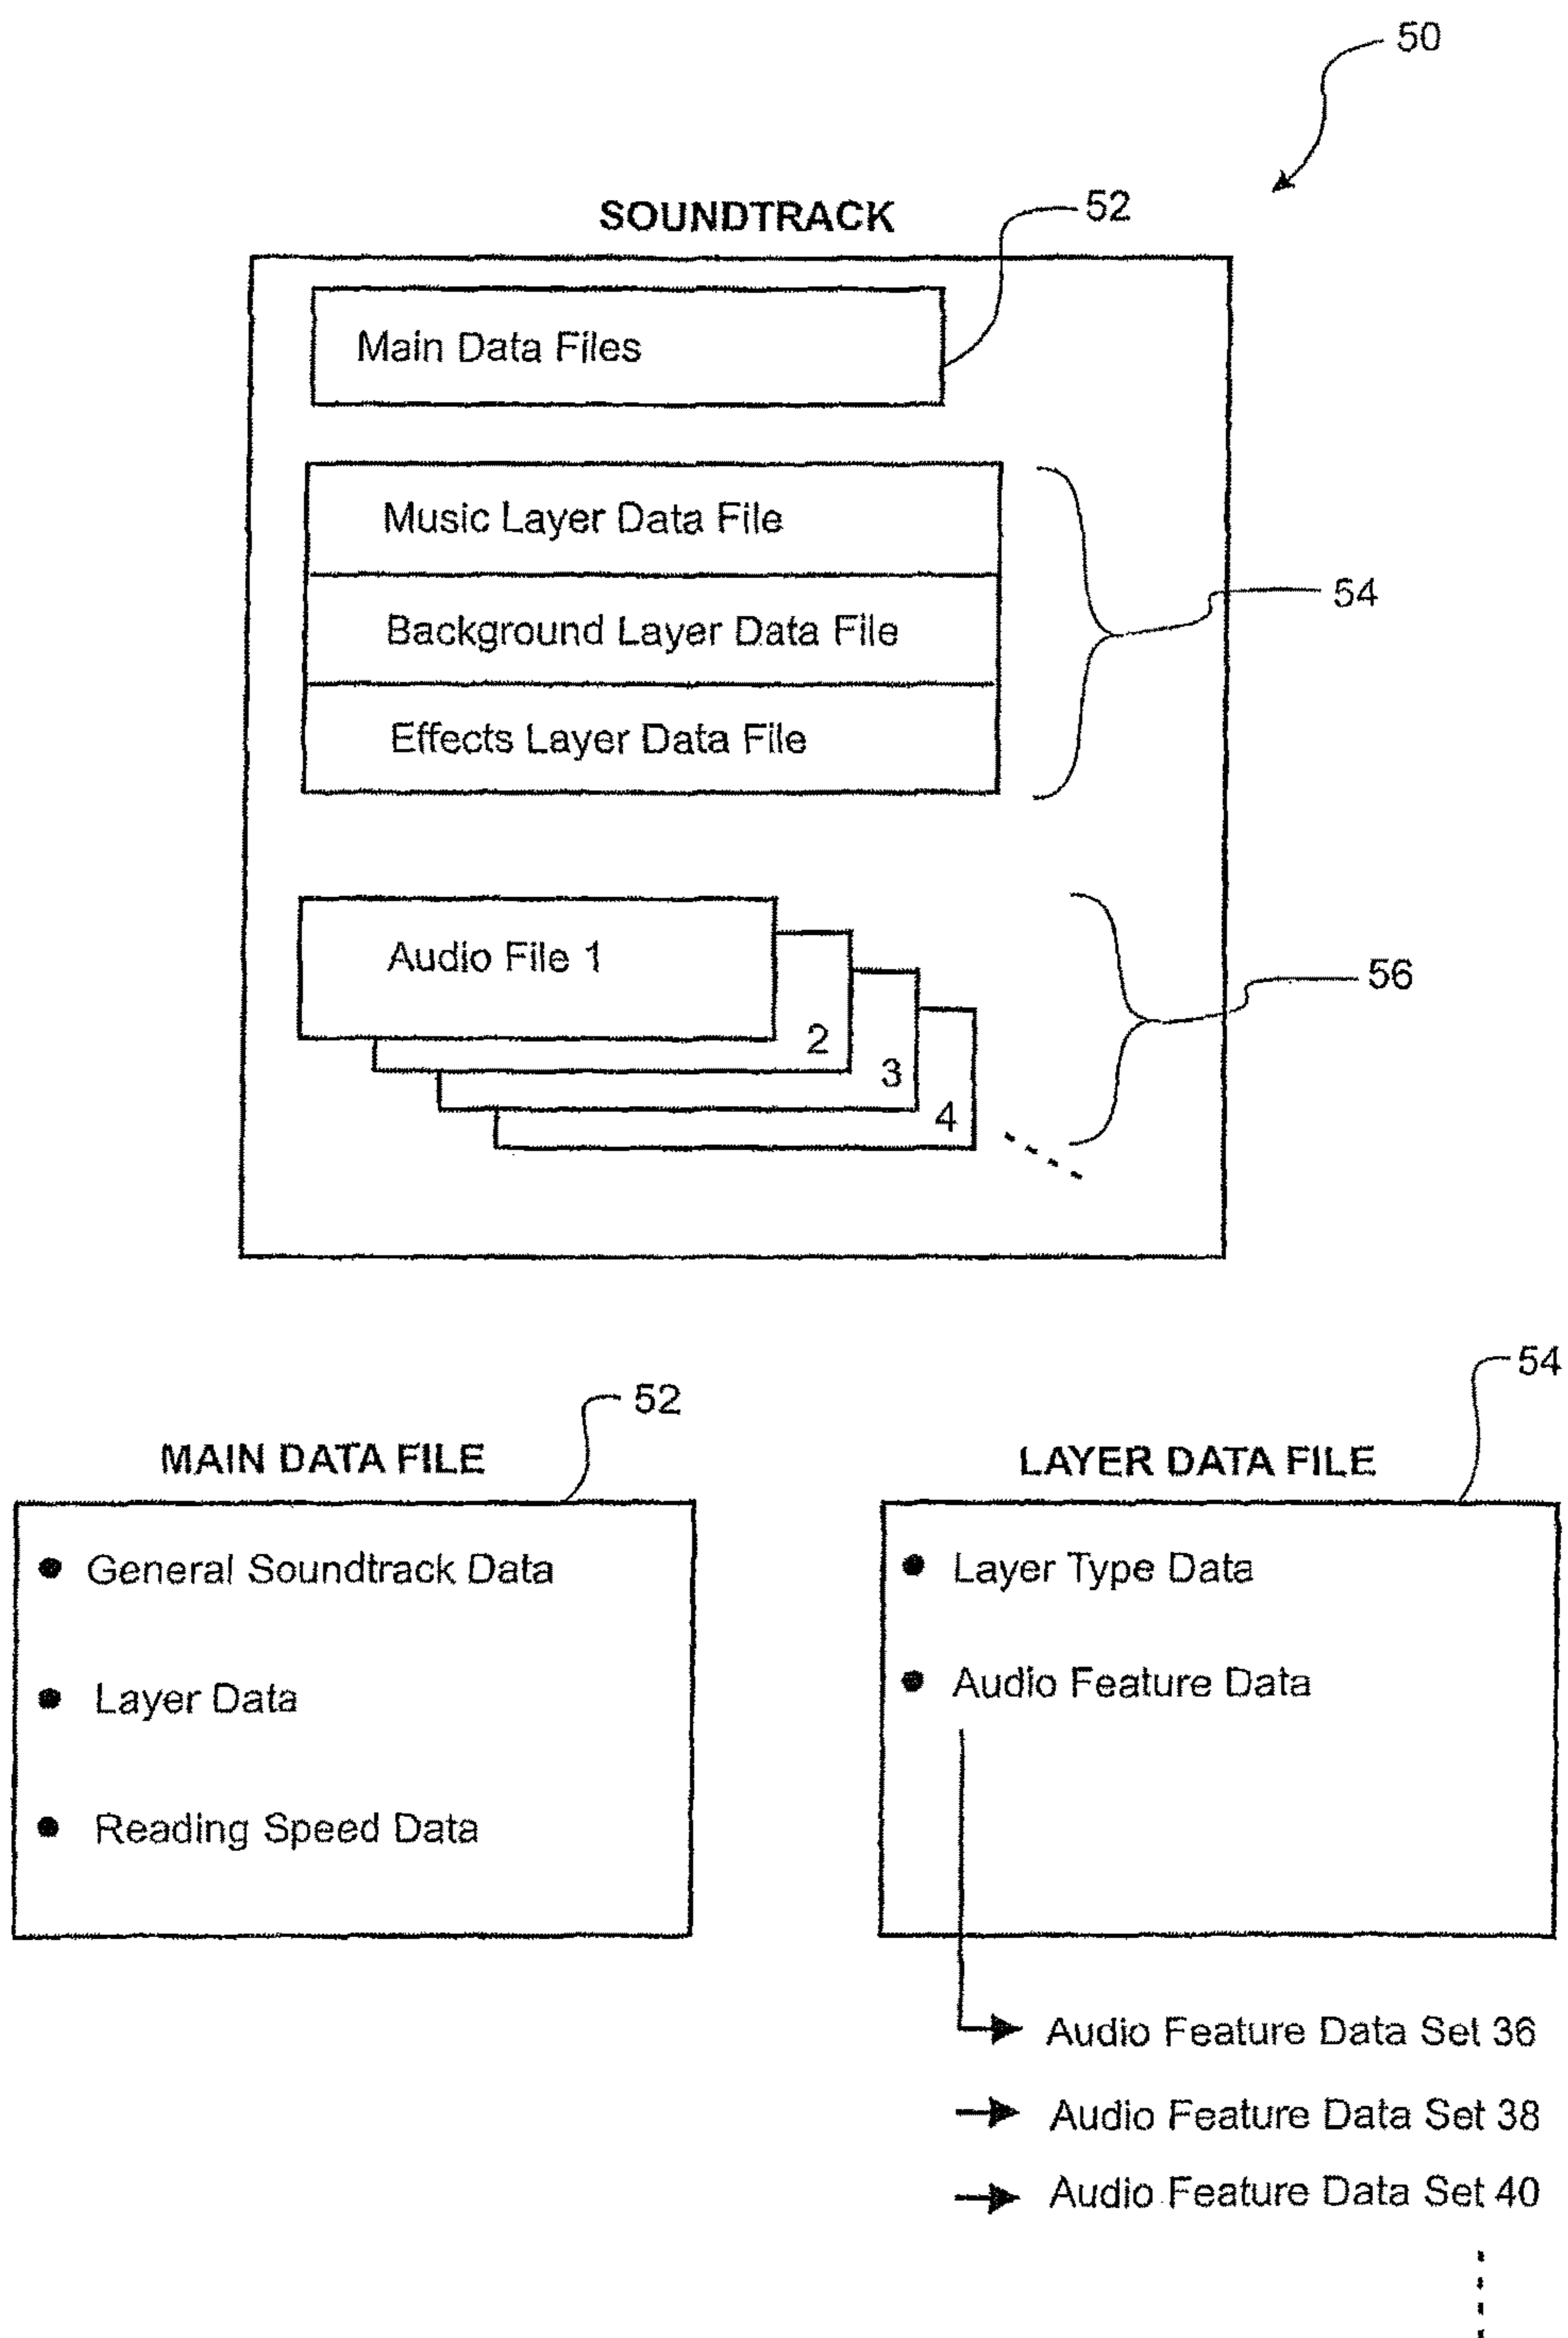 50
SOUNDTRACK
52
Main Data Files
Music Layer Data File
Background Layer Data File
Effects Layer Data File
54
Audio File 1
2
3
4
56
52
MAIN DATA FILE
General Soundtrack Data
Layer Data
Reading Speed Data
54
LAYER DATA FILE
Layer Type Data
Audio Feature Data
Audio Feature Data Set 36
Audio Feature Data Set 38
Audio Feature Data Set 40